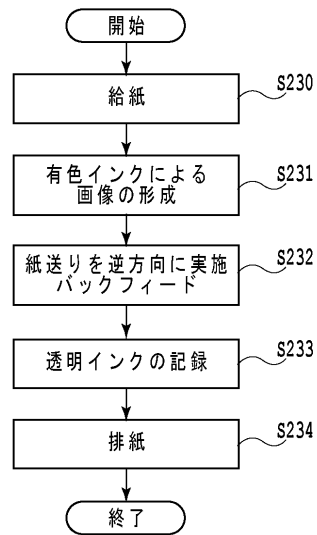 開始
給紙
S230
有色インクによる
画像の形成
S231
紙送りを逆方向に実施
バックフィード
S232
透明インクの記録
S233
排紙
S234
終了